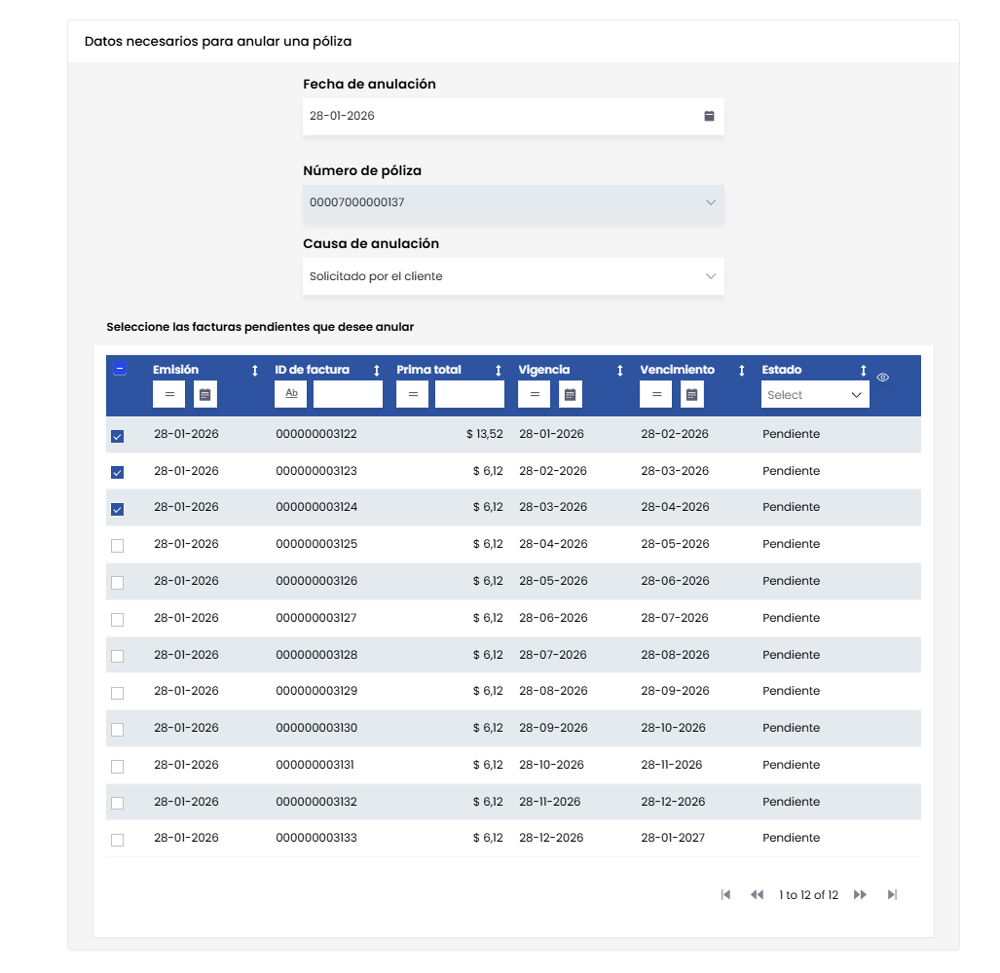 Datos necesarios para anular una póliza
Fecha de anulación
28-01-2026
Número de póliza
00007000000137
Causa de anulación
Solicitado por el cliente
Seleccione las facturas pendientes que desee anular
Emisión ID de factura Prima total Vigencia Vencimiento Estado
= Ab = = = Select
28-01-2026 000000003122 $ 13,52 28-01-2026 28-02-2026 Pendiente
28-01-2026 000000003123 $ 6,12 28-02-2026 28-03-2026 Pendiente
28-01-2026 000000003124 $ 6,12 28-03-2026 28-04-2026 Pendiente
28-01-2026 000000003125 $ 6,12 28-04-2026 28-05-2026 Pendiente
28-01-2026 000000003126 $ 6,12 28-05-2026 28-06-2026 Pendiente
28-01-2026 000000003127 $ 6,12 28-06-2026 28-07-2026 Pendiente
28-01-2026 000000003128 $ 6,12 28-07-2026 28-08-2026 Pendiente
28-01-2026 000000003129 $ 6,12 28-08-2026 28-09-2026 Pendiente
28-01-2026 000000003130 $ 6,12 28-09-2026 28-10-2026 Pendiente
28-01-2026 000000003131 $ 6,12 28-10-2026 28-11-2026 Pendiente
28-01-2026 000000003132 $ 6,12 28-11-2026 28-12-2026 Pendiente
28-01-2026 000000003133 $ 6,12 28-12-2026 28-01-2027 Pendiente
1 to 12 of 12